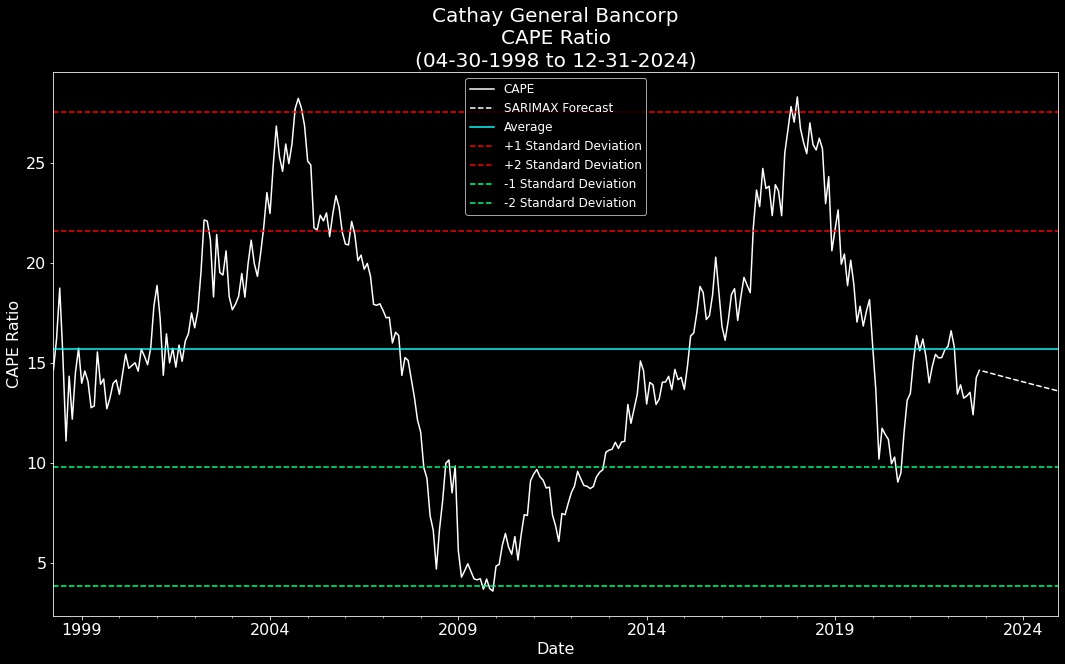 Cathay General Bancorp
CAPE Ratio
(04-30-1998 to 12-31-2024)
CAPE
SARIMAX Forecast
Average
+1 Standard Deviation
+2 Standard Deviation
-1 Standard Deviation
-2 Standard Deviation
CAPE Ratio
25
20
15
10
5
1999 2004 2009 2014 2019 2024
Date